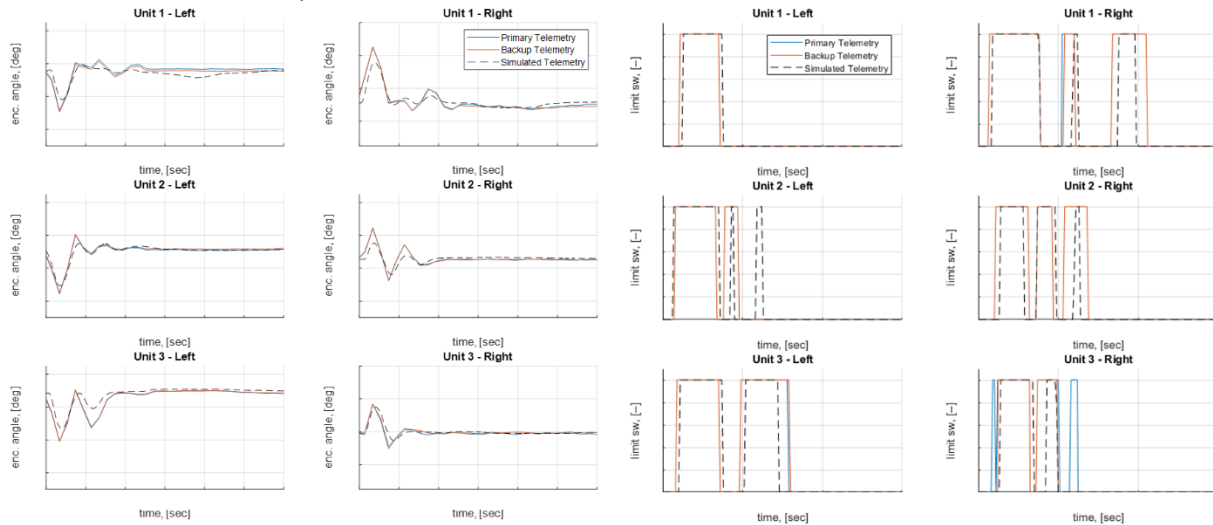 Unit 1 - Left
Unit 1 - Right
Unit 1 - Left
Unit 1 - Right
enc. angle, [deg]
enc. angle, [deg]
limit sw, [--]
limit sw, [--]
Primary Telemetry
Backup Telemetry
Simulated Telemetry
Primary Telemetry
Backup Telemetry
Simulated Telemetry
time, [sec]
time, [sec]
time, [sec]
time, [sec]
Unit 2 - Left
Unit 2 - Right
Unit 2 - Left
Unit 2 - Right
enc. angle, [deg]
enc. angle, [deg]
limit sw, [--]
limit sw, [--]
time, [sec]
time, [sec]
time, [sec]
time, [sec]
Unit 3 - Left
Unit 3 - Right
Unit 3 - Left
Unit 3 - Right
enc. angle, [deg]
enc. angle, [deg]
limit sw, [--]
limit sw, [--]
time, [sec]
time, [sec]
time, [sec]
time, [sec]